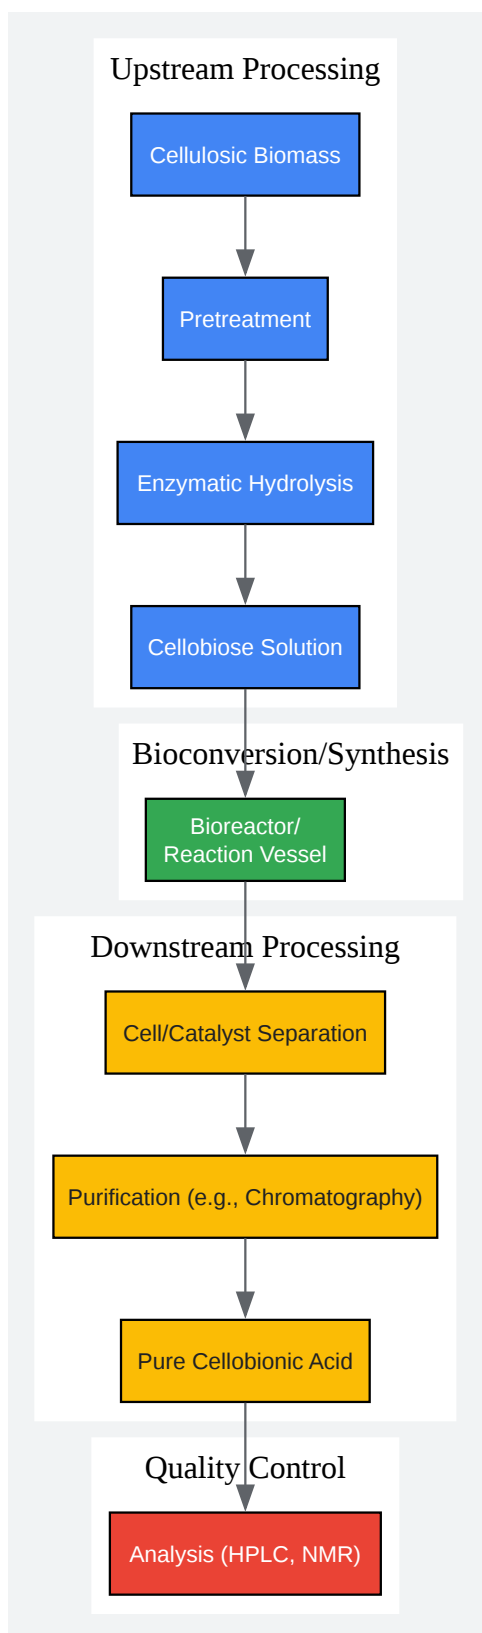 Upstream Processing
Cellulosic Biomass
Pretreatment
Enzymatic Hydrolysis
Cellobiose Solution
Bioconversion/Synthesis
Bioreactor/
Reaction Vessel
Downstream Processing
Cell/Catalyst Separation
Purification (e.g., Chromatography)
Pure Cellobionic Acid
Quality Control
Analysis (HPLC, NMR)